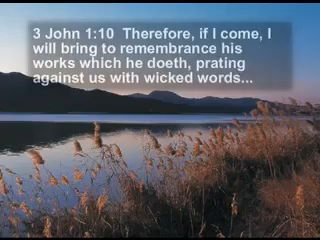 3 John 1:10  Therefore, if I come, I
will bring to remembrance his
works which he doeth, prating
against us with wicked words...